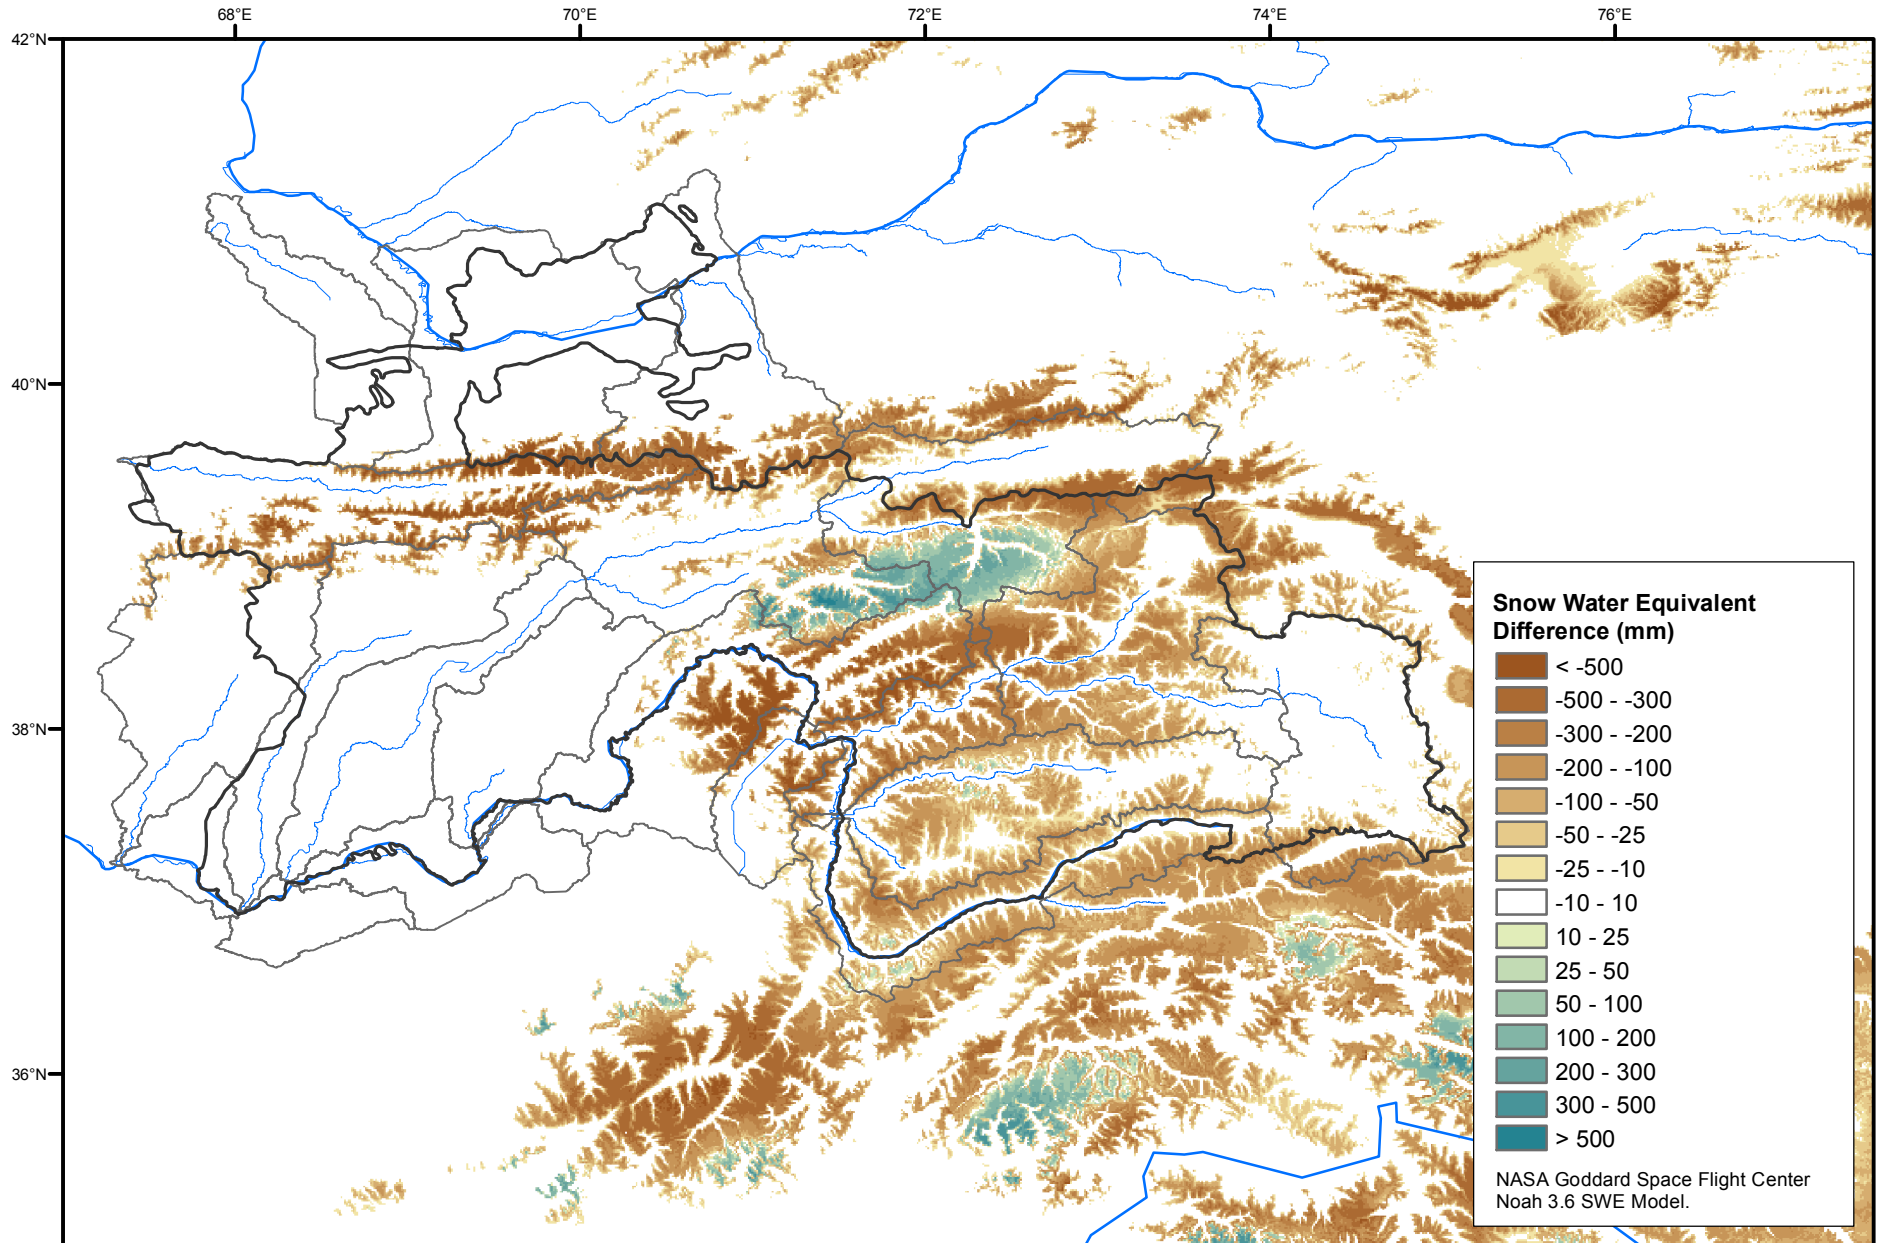 68°E 70°E 72°E 74°E 76°E
42°N
40°N
38°N
36°N
Snow Water Equivalent
Difference (mm)
< -500
-500 - -300
-300 - -200
-200 - -100
-100 - -50
-50 - -25
-25 - -10
-10 - 10
10 - 25
25 - 50
50 - 100
100 - 200
200 - 300
300 - 500
> 500
NASA Goddard Space Flight Center
Noah 3.6 SWE Model.